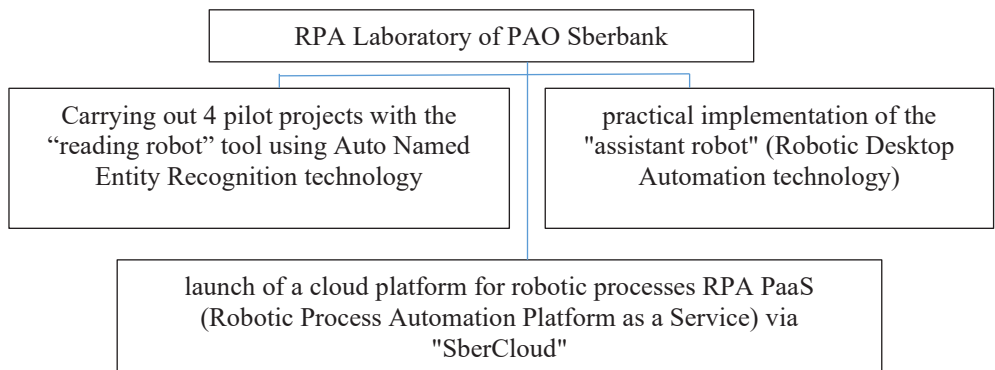 RPA Laboratory of PAO Sberbank
Carrying out 4 pilot projects with the
“reading robot” tool using Auto Named
Entity Recognition technology
practical implementation of the
"assistant robot" (Robotic Desktop
Automation technology)
launch of a cloud platform for robotic processes RPA PaaS
(Robotic Process Automation Platform as a Service) via
"SberCloud"